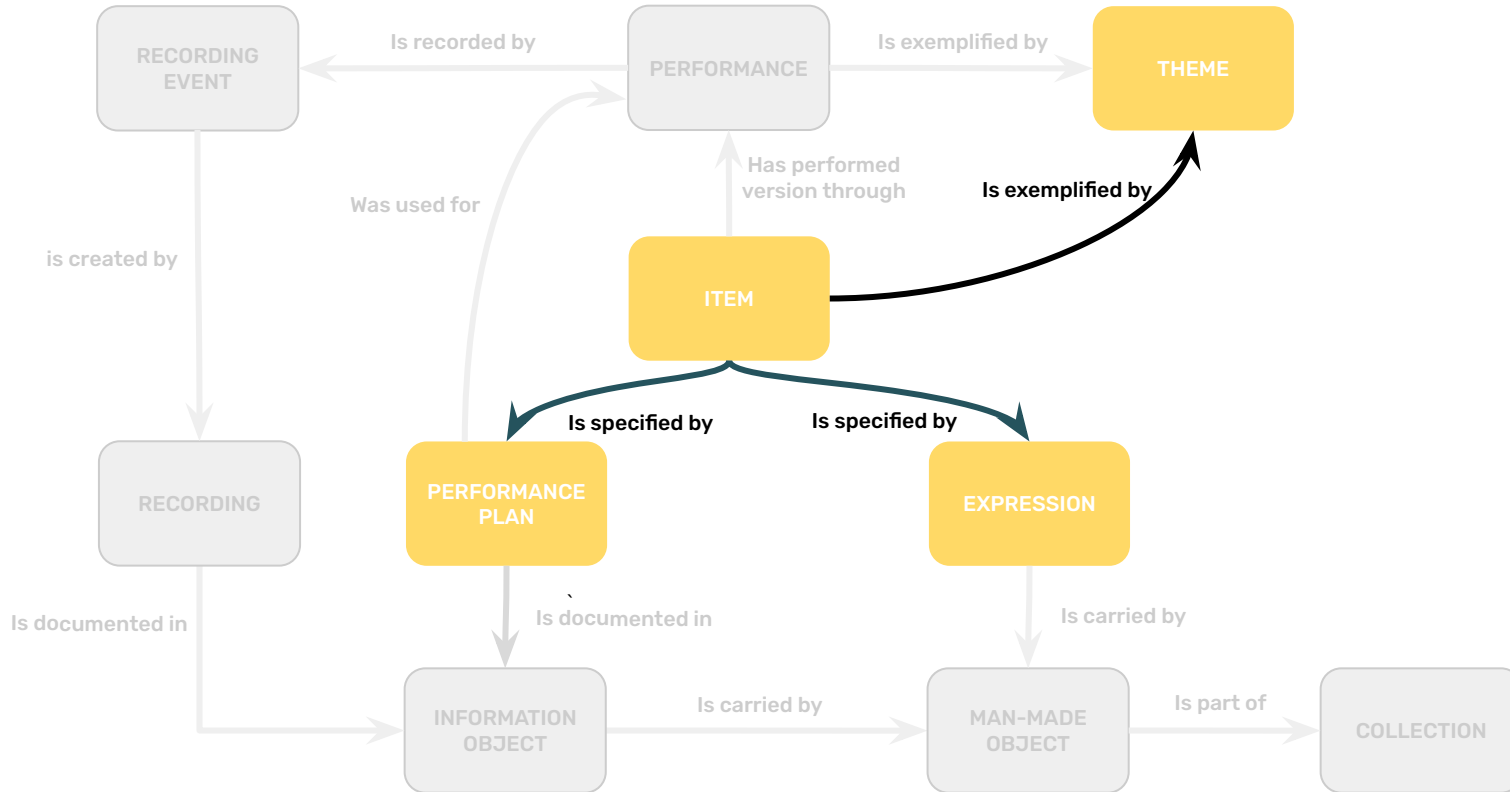 Is recorded by
Is exemplified by
RECORDING
EVENT
PERFORMANCE
THEME
Has performed
version through
Is exemplified by
Was used for
is created by
ITEM
Is specified by
Is specified by
RECORDING
PERFORMANCE
PLAN
EXPRESSION
`
Is documented in
Is documented in
Is carried by
INFORMATION
OBJECT
Is carried by
MAN-MADE
OBJECT
Is part of
COLLECTION